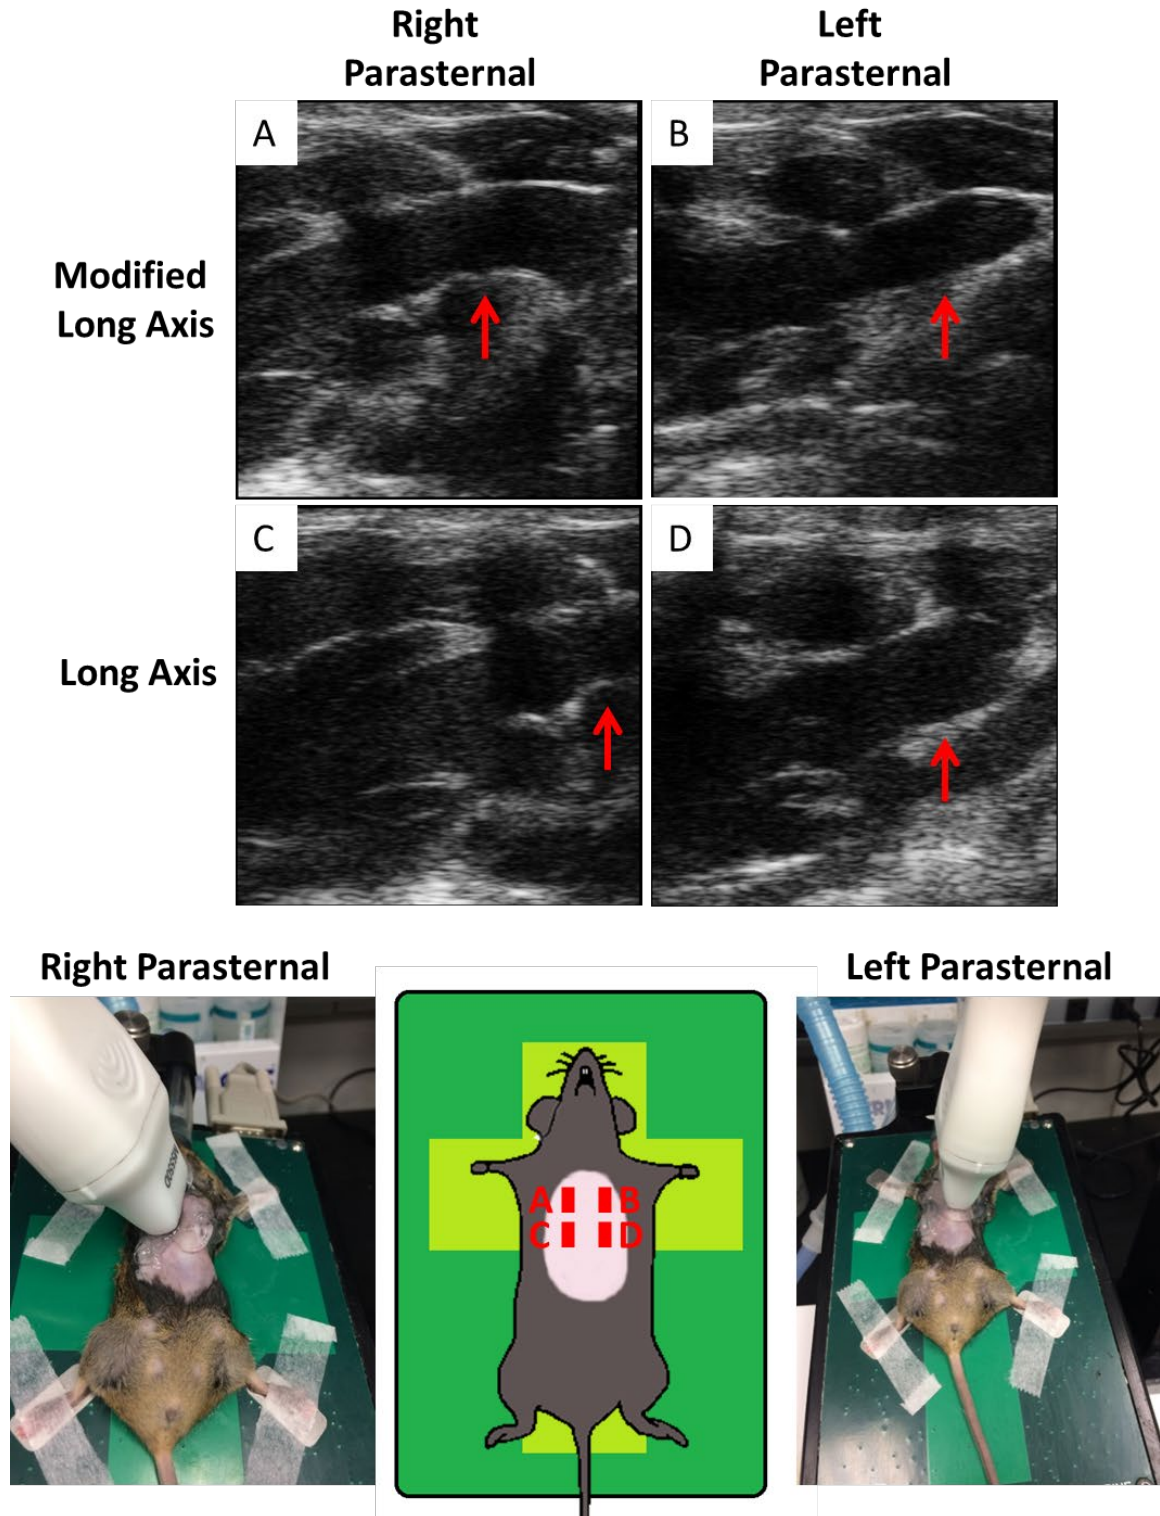 Right
Parasternal
Left
Parasternal
A
B
Modified
Long Axis
C
D
Long Axis
Right Parasternal
Left Parasternal
A
B
C
D